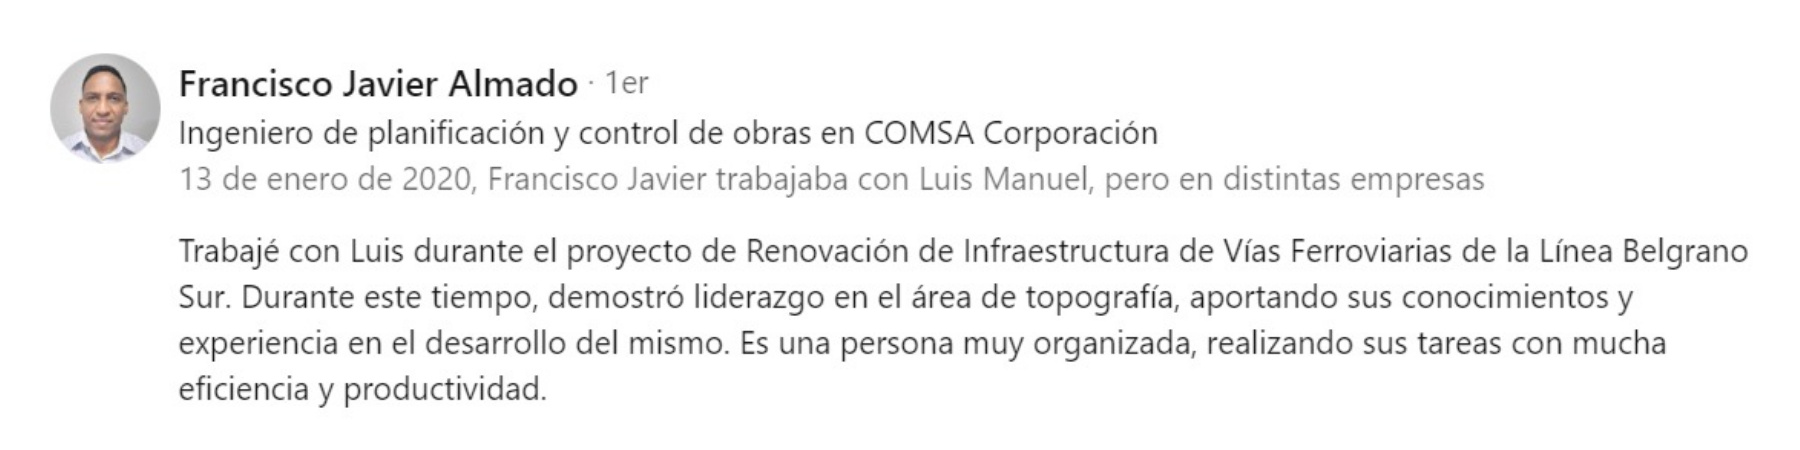 Francisco Javier Almado · 1er
Ingeniero de planificación y control de obras en COMSA Corporación
13 de enero de 2020, Francisco Javier trabajaba con Luis Manuel, pero en distintas empresas
Trabajé con Luis durante el proyecto de Renovación de Infraestructura de Vías Ferroviarias de la Línea Belgrano
Sur. Durante este tiempo, demostró liderazgo en el área de topografía, aportando sus conocimientos y
experiencia en el desarrollo del mismo. Es una persona muy organizada, realizando sus tareas con mucha
eficiencia y productividad.